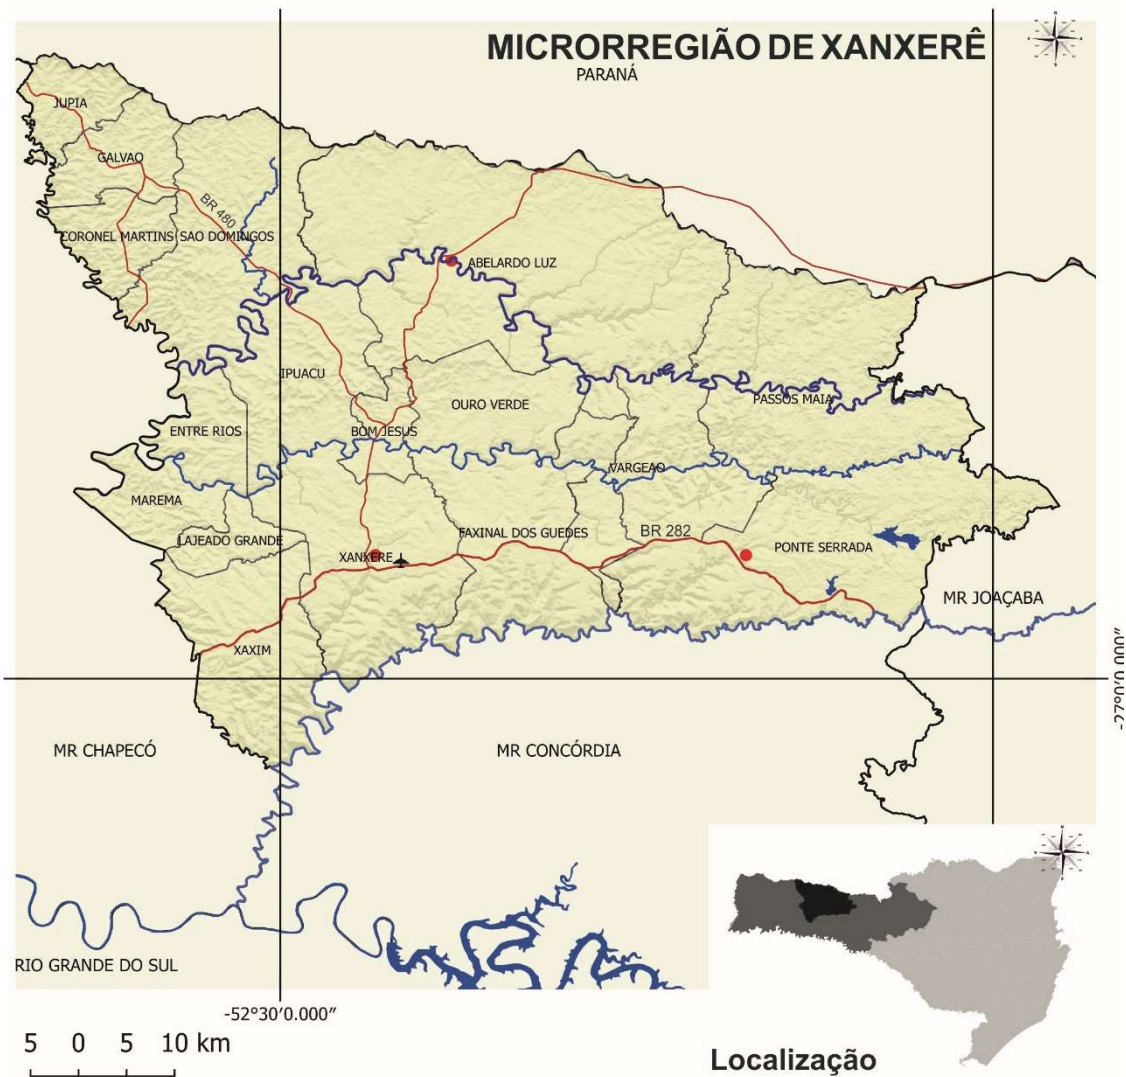 MICRORREGIÃO DE XANXERÊ
PARANÁ
JUPIA
GALVAO
BR 480
CORONEL MARTINS
SAO DOMINGOS
ABELARDO LUZ
IPUACU
OURO VERDE
PASSOS MAIA
ENTRE RIOS
BOM JESUS
VARGEAO
MAREMA
LAJEADO GRANDE
FAXINAL DOS GUEDES
BR 282
XANXERE
PONTE SERRADA
MR JOAÇABA
XAXIM
-27°0'0.000"
MR CHAPECÓ
MR CONCÓRDIA
RIO GRANDE DO SUL
-52°30'0.000"
5 0 5 10 km
Localização